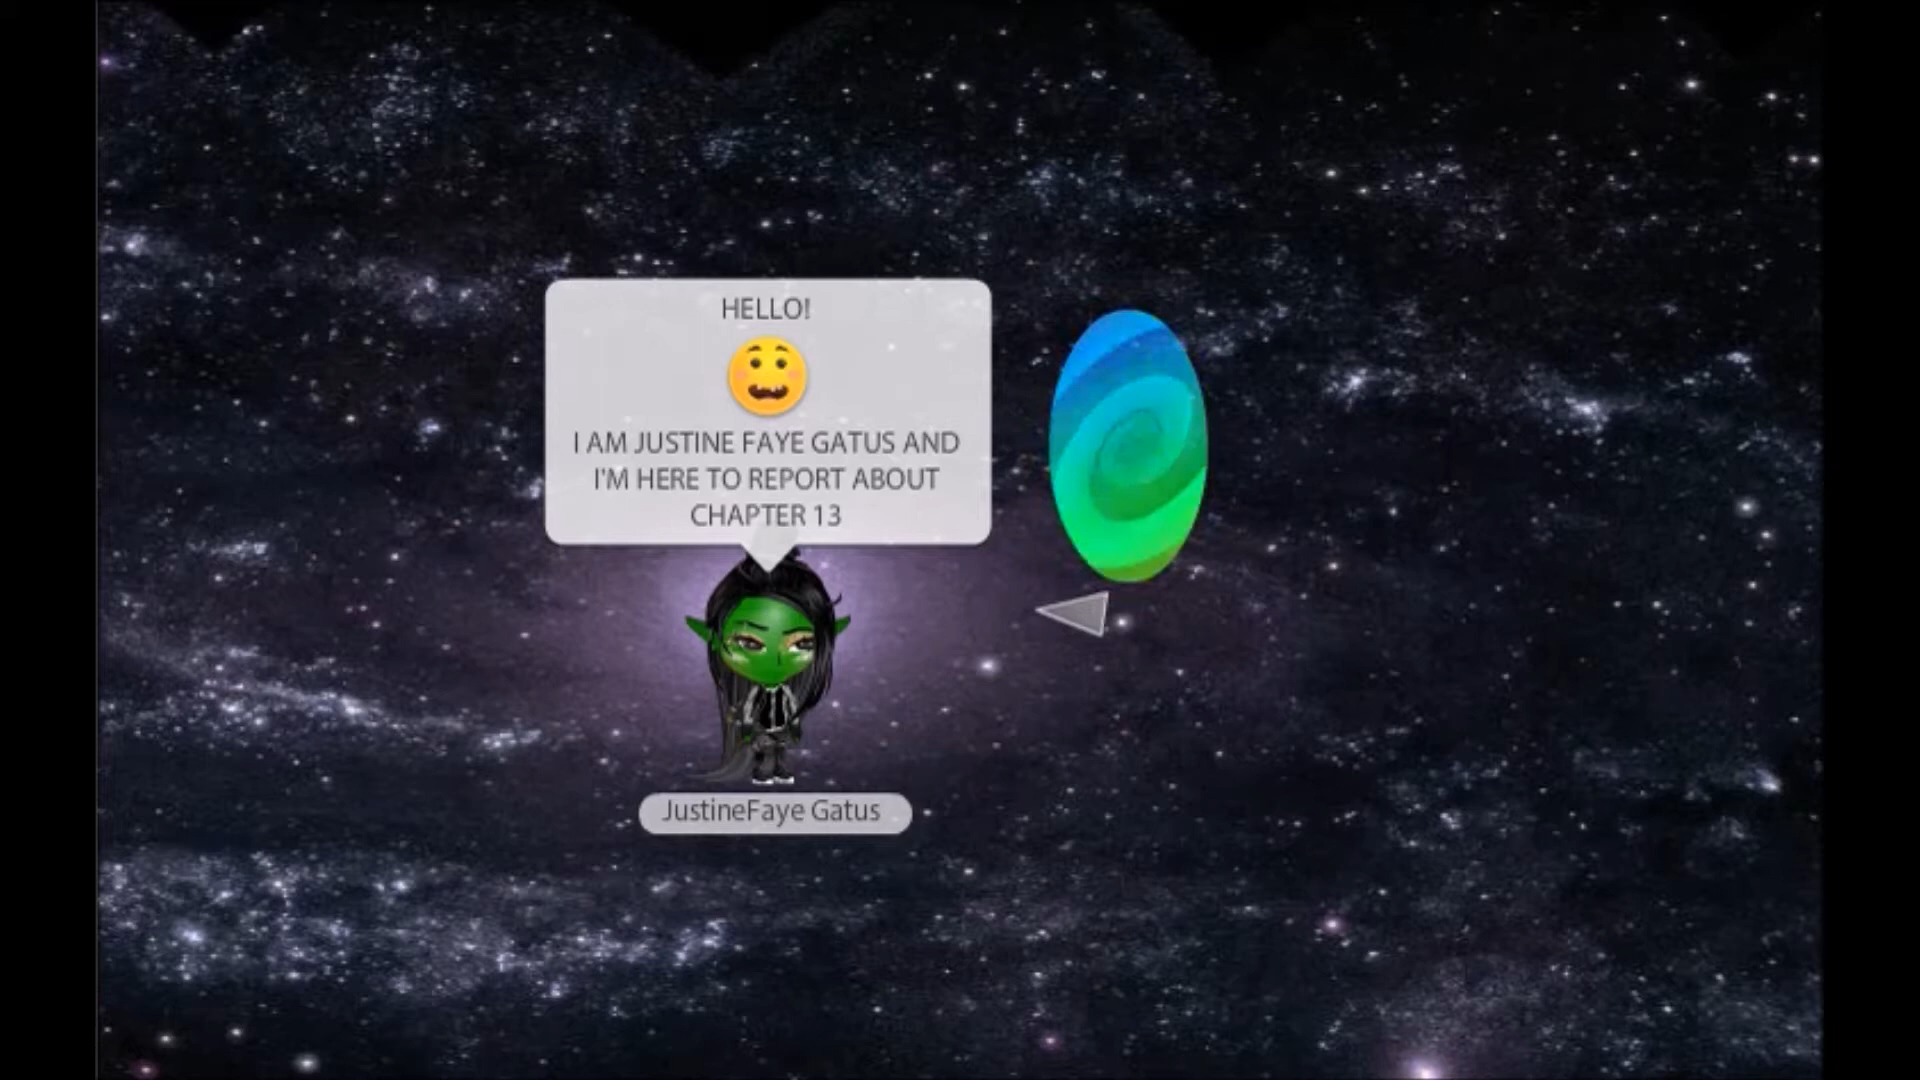 HELLO!
I AM JUSTINE FAYE GATUS AND
I'M HERE TO REPORT ABOUT
CHAPTER 13
JustineFaye Gatus